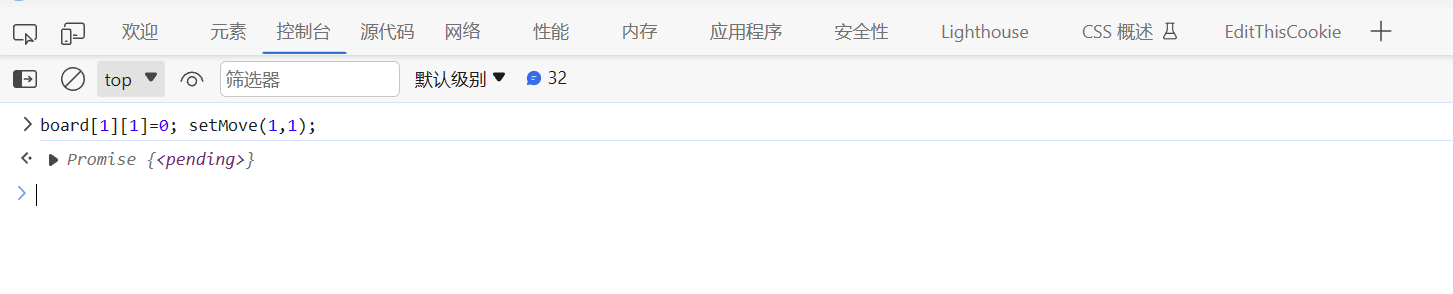 欢迎 元素 控制台 源代码 网络 性能 内存 应用程序 安全性 Lighthouse CSS 概述 EditThisCookie
top 筛选器 默认级别 32
board[1][1]=0; setMove(1,1);
Promise {<pending>}